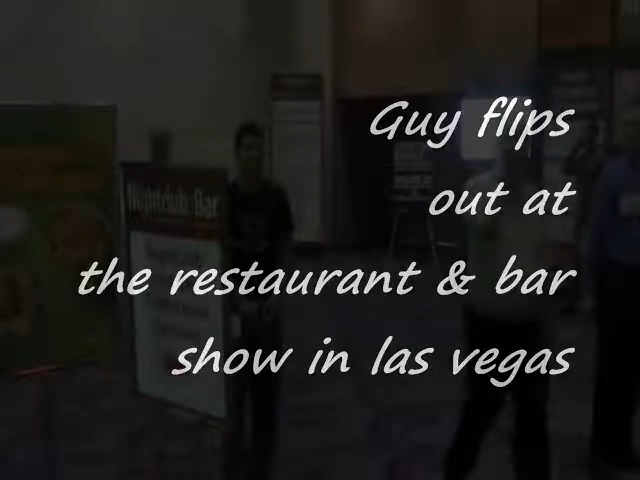 Guy flips
out at
the restaurant & bar
show in las vegas
Nightclub Bar